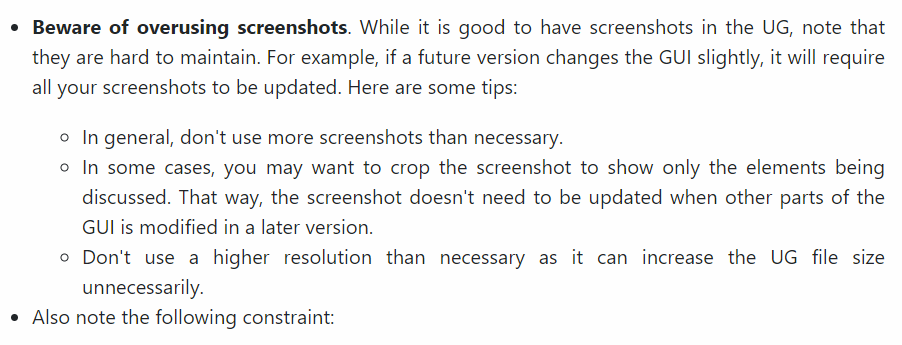 • Beware of overusing screenshots. While it is good to have screenshots in the UG, note that
they are hard to maintain. For example, if a future version changes the GUI slightly, it will require
all your screenshots to be updated. Here are some tips:
◦ In general, don't use more screenshots than necessary.
◦ In some cases, you may want to crop the screenshot to show only the elements being
discussed. That way, the screenshot doesn't need to be updated when other parts of the
GUI is modified in a later version.
◦ Don't use a higher resolution than necessary as it can increase the UG file size
unnecessarily.
• Also note the following constraint: